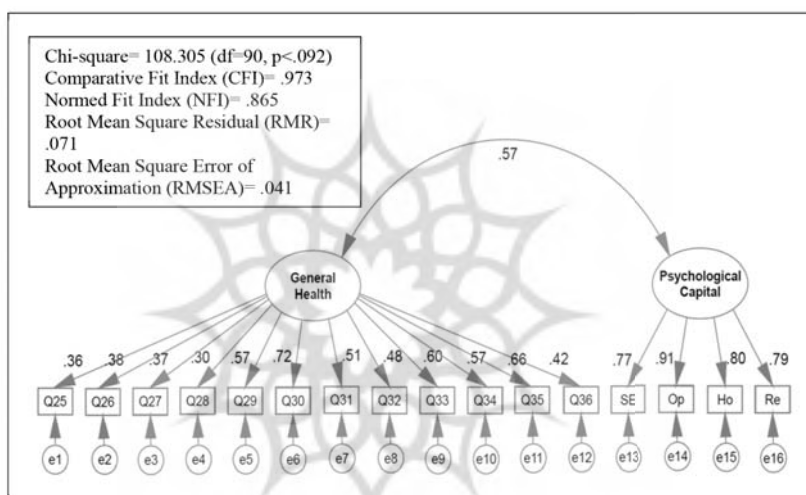 Chi-square= 108.305 (df=90, p<.092)
Comparative Fit Index (CFI)= .973
Normed Fit Index (NFI)= .865
Root Mean Square Residual (RMR)=
.071
Root Mean Square Error of
Approximation (RMSEA)= .041
.57
General
Health
Psychological
Capital
.36 .38 .37 .30 .57 .72 .51 .48 .60 .57 .66 .42 .77 .91 .80 .79
Q25 Q26 Q27 Q28 Q29 Q30 Q31 Q32 Q33 Q34 Q35 Q36 SE Op Ho Re
e1 e2 e3 e4 e5 e6 e7 e8 e9 e10 e11 e12 e13 e14 e15 e16